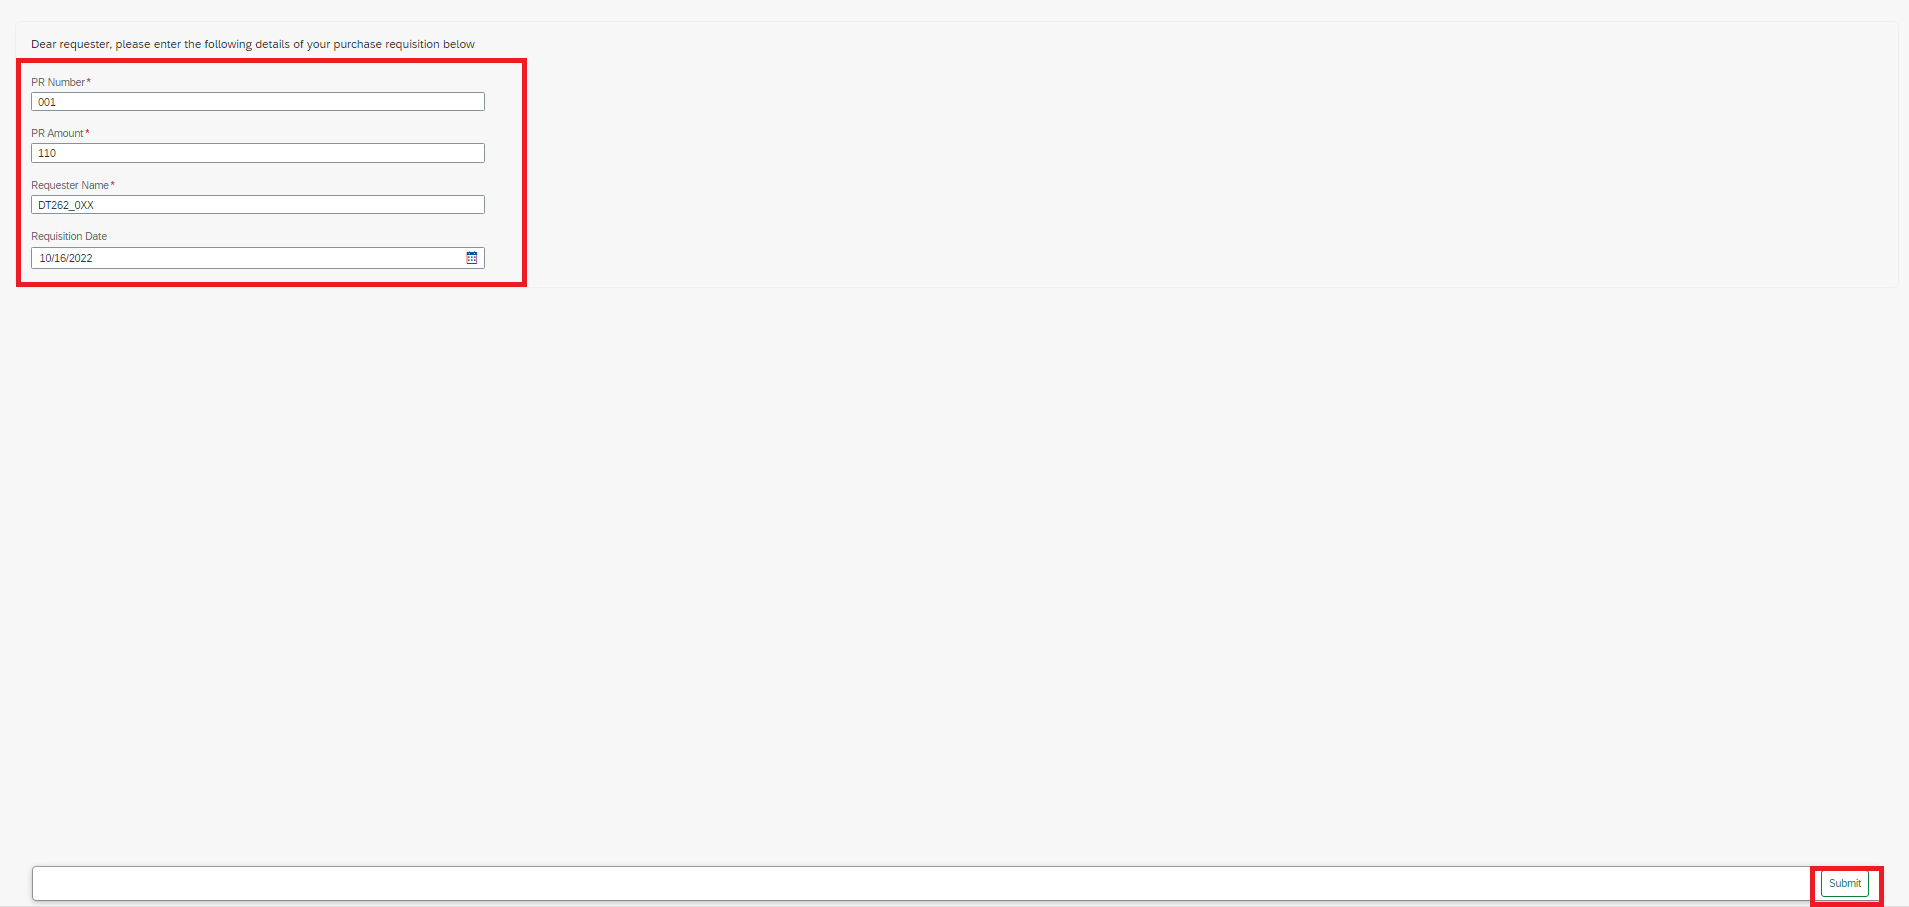 Dear requester, please enter the following details of your purchase requisition below
PR Number*
001
PR Amount*
110
Requester Name*
DT262_0XX
Requisition Date
10/16/2022
Submit